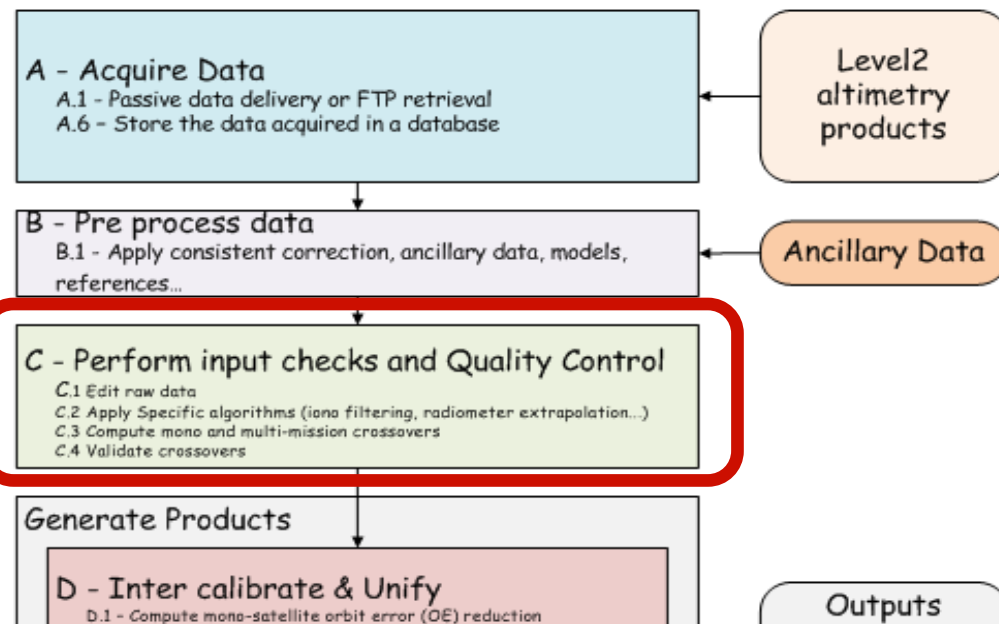 A - Acquire Data
A.1 - Passive data delivery or FTP retrieval
A.6 – Store the data acquired in a database
Level2
altimetry
products
B - Pre process data
B.1 - Apply consistent correction, ancillary data, models,
references…
Ancillary Data
C - Perform input checks and Quality Control
C.1 Edit raw data
C.2 Apply Specific algorithms (iono filtering, radiometer extrapolation...)
C.3 Compute mono and multi-mission crossovers
C.4 Validate crossovers
Generate Products
D - Inter calibrate & Unify
D.1 - Compute mono-satellite orbit error (OE) reduction
Outputs